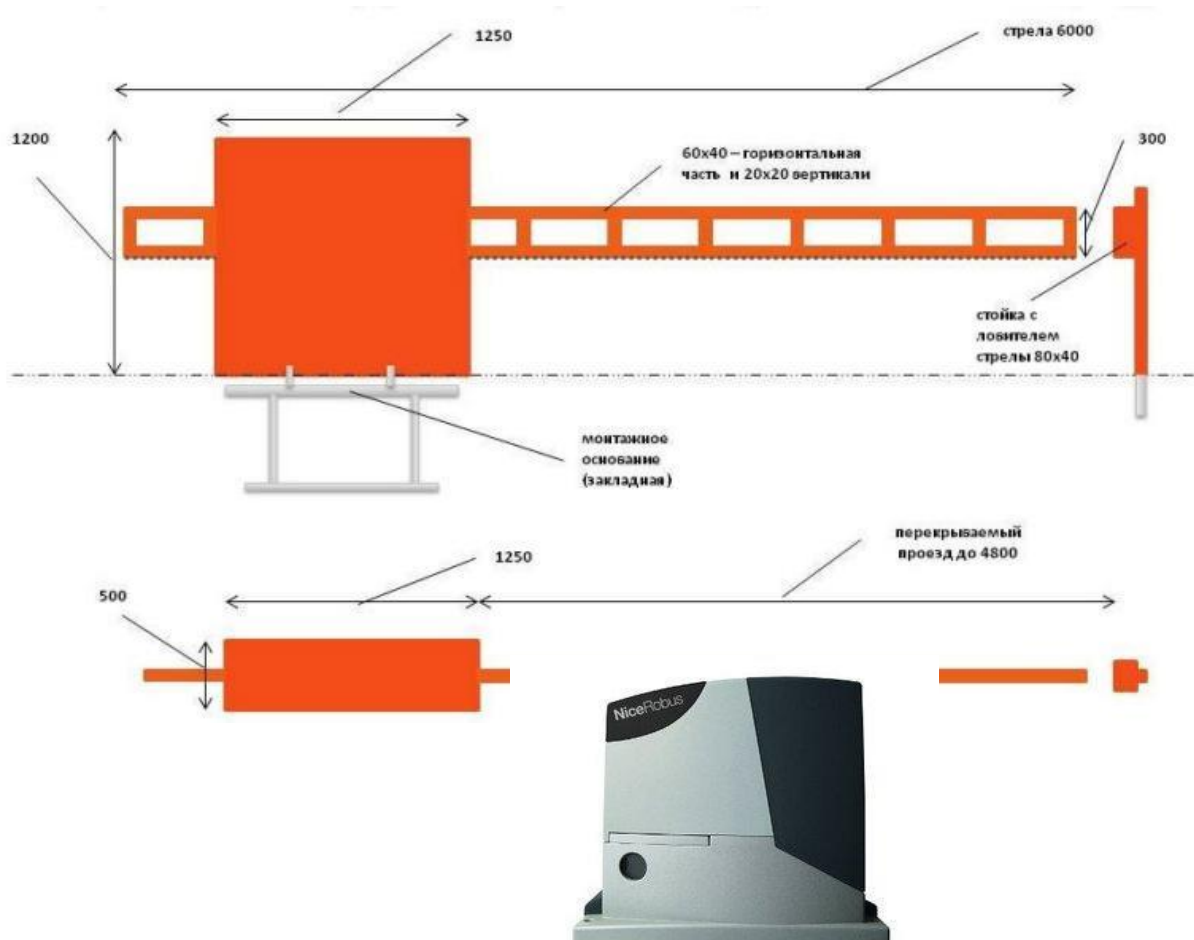 1250
стрела 6000
1200
300
60х40 – горизонтальная
часть и 20х20 вертикали
стойка с
ловителем
стрелы 80х40
монтажное
основание
(закладная)
перекрываемый
проезд до 4800
1250
500
NiceRobus